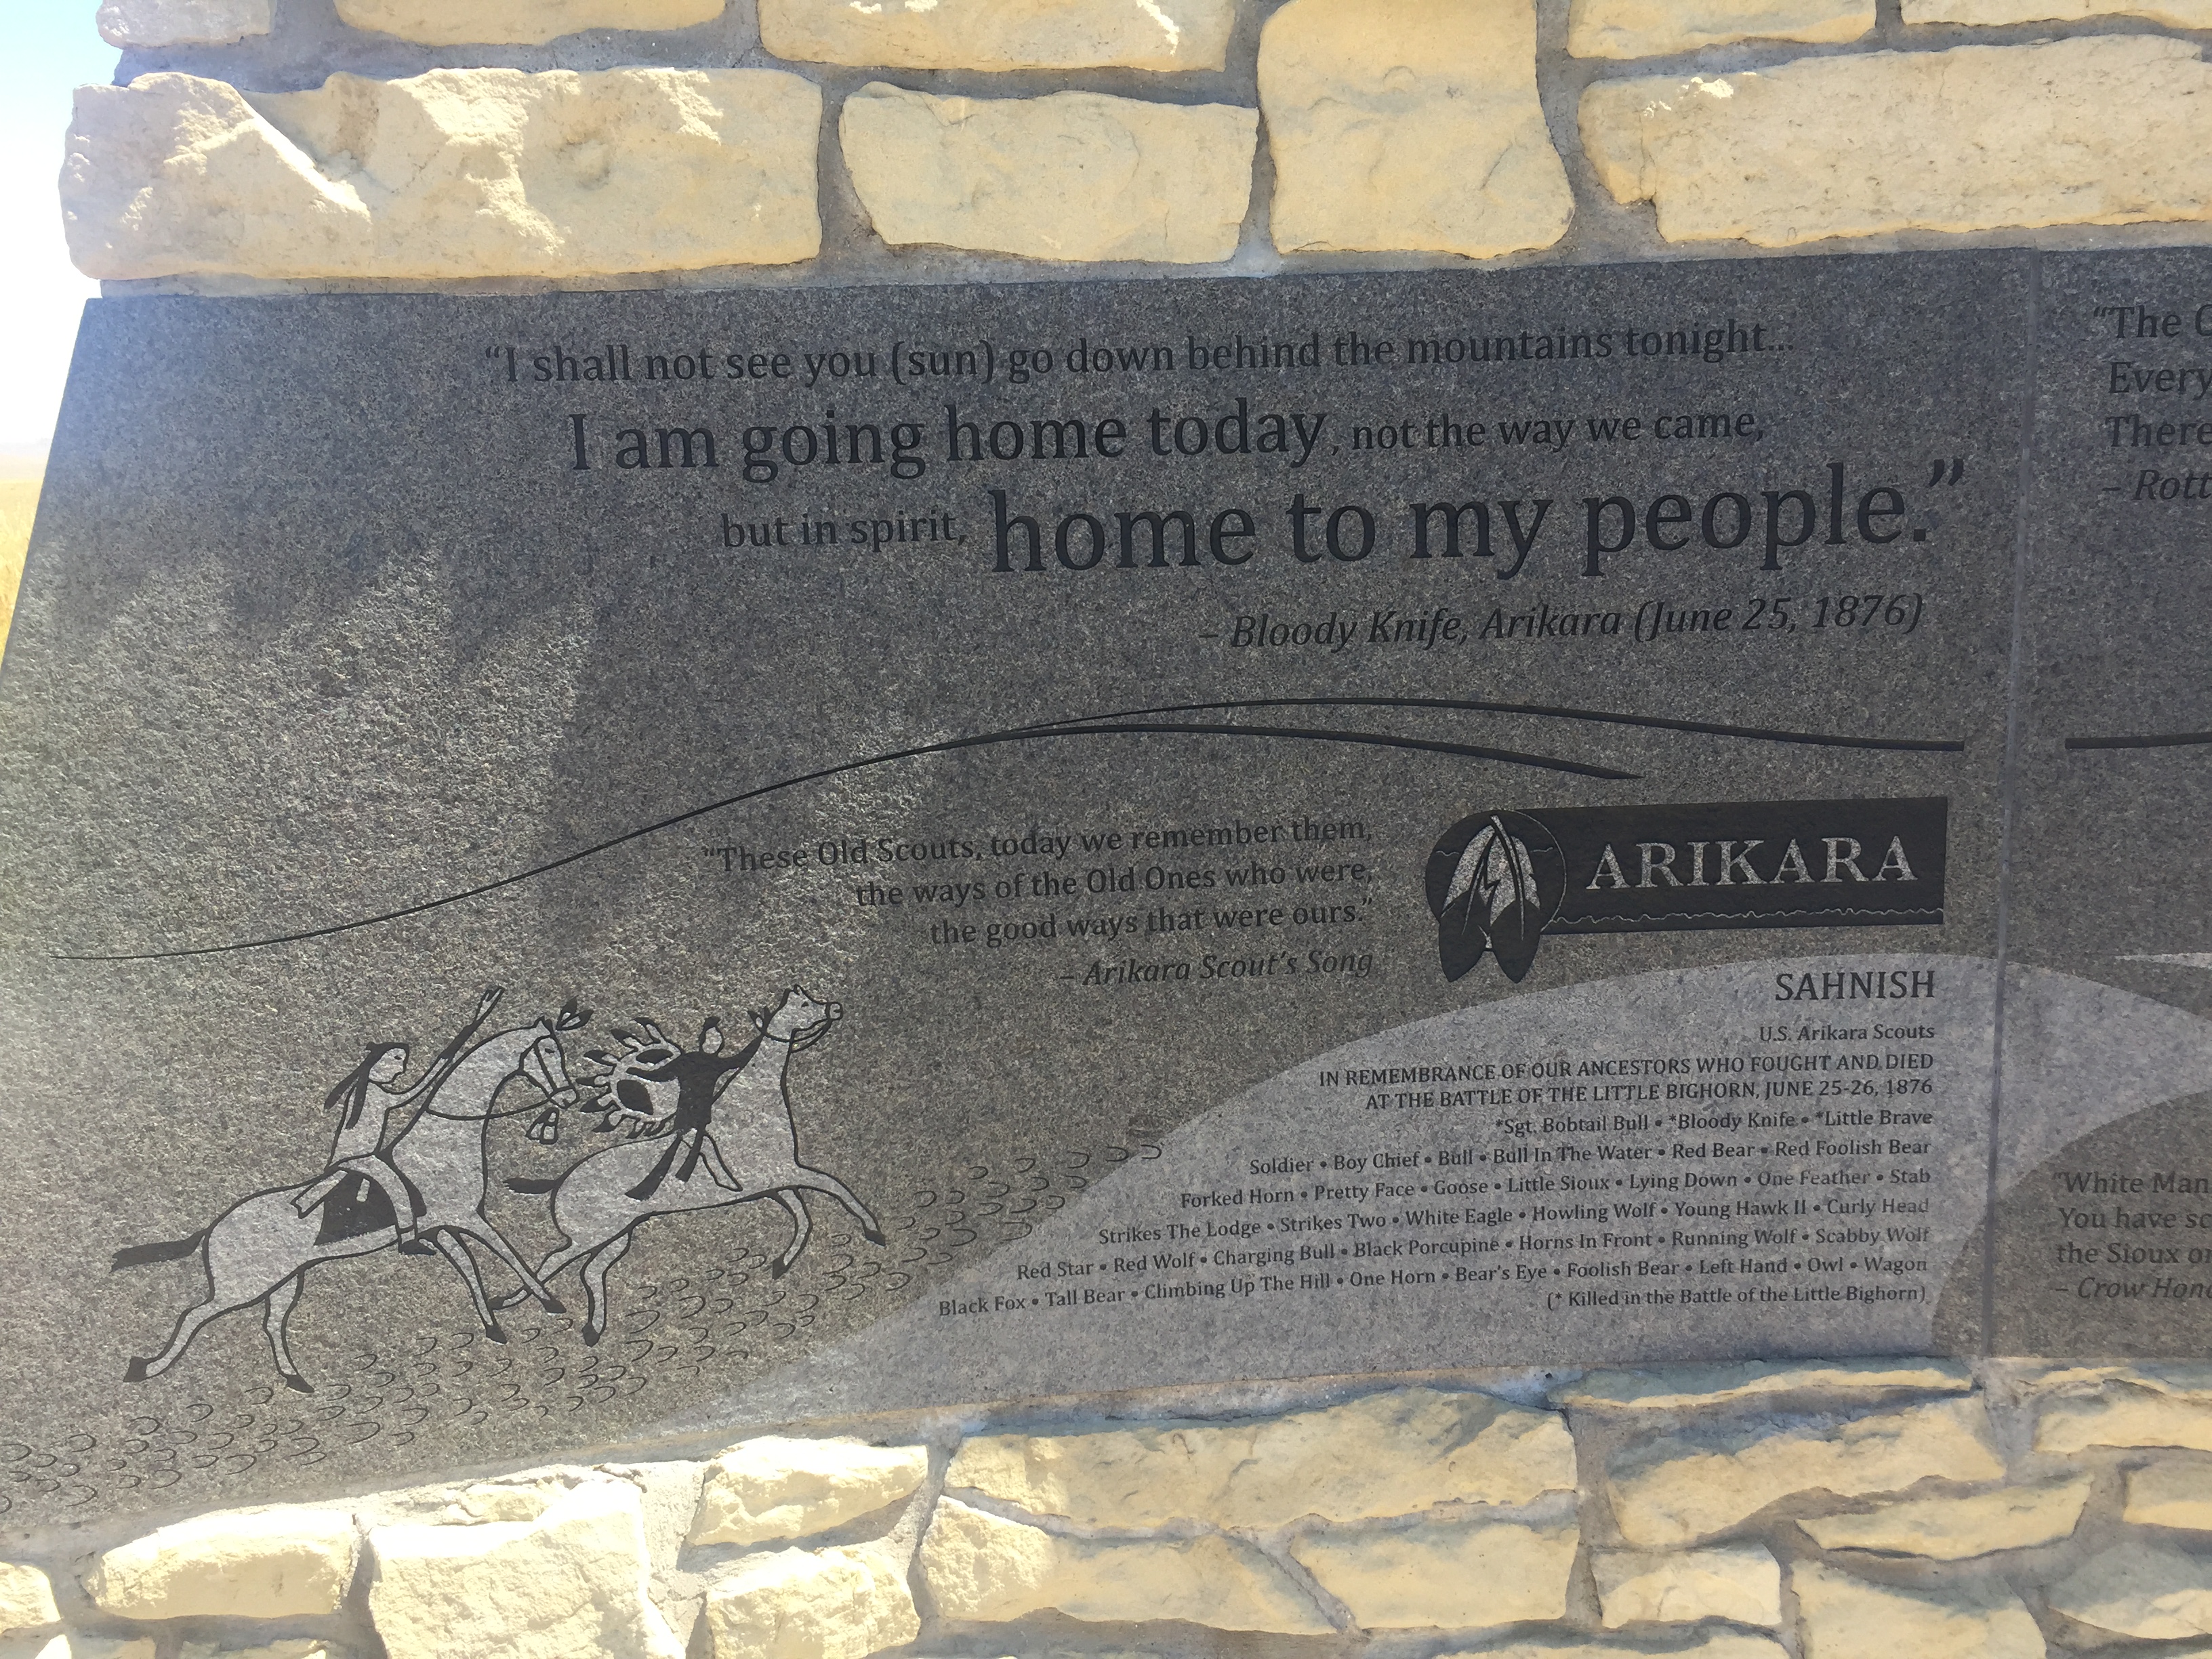 “I shall not see you (sun) go down behind the mountains tonight...
I am going home today, not the way we came,
but in spirit, home to my people.”
– Bloody Knife, Arikara (June 25, 1876)
“These Old Scouts, today we remember them,
the ways of the Old Ones who were,
the good ways that were ours.”
– Arikara Scout’s Song
ARIKARA
SAHNISH
U.S. Arikara Scouts
IN REMEMBRANCE OF OUR ANCESTORS WHO FOUGHT AND DIED
AT THE BATTLE OF THE LITTLE BIGHORN, JUNE 25-26, 1876
*Sgt. Bobtail Bull • *Bloody Knife • *Little Brave
Soldier • Boy Chief • Bull • Bull In The Water • Red Bear • Red Foolish Bear
Forked Horn • Pretty Face • Goose • Little Sioux • Lying Down • One Feather • Stab
Strikes The Lodge • Strikes Two • White Eagle • Howling Wolf • Young Hawk II • Curly Head
Red Star • Red Wolf • Charging Bull • Black Porcupine • Horns In Front • Running Wolf • Scabby Wolf
Black Fox • Tall Bear • Climbing Up The Hill • One Horn • Bear’s Eye • Foolish Bear • Left Hand • Owl • Wagon
(* Killed in the Battle of the Little Bighorn)
“The
Every
There
– Rott
“White Man
You have
the Sioux
– Crow